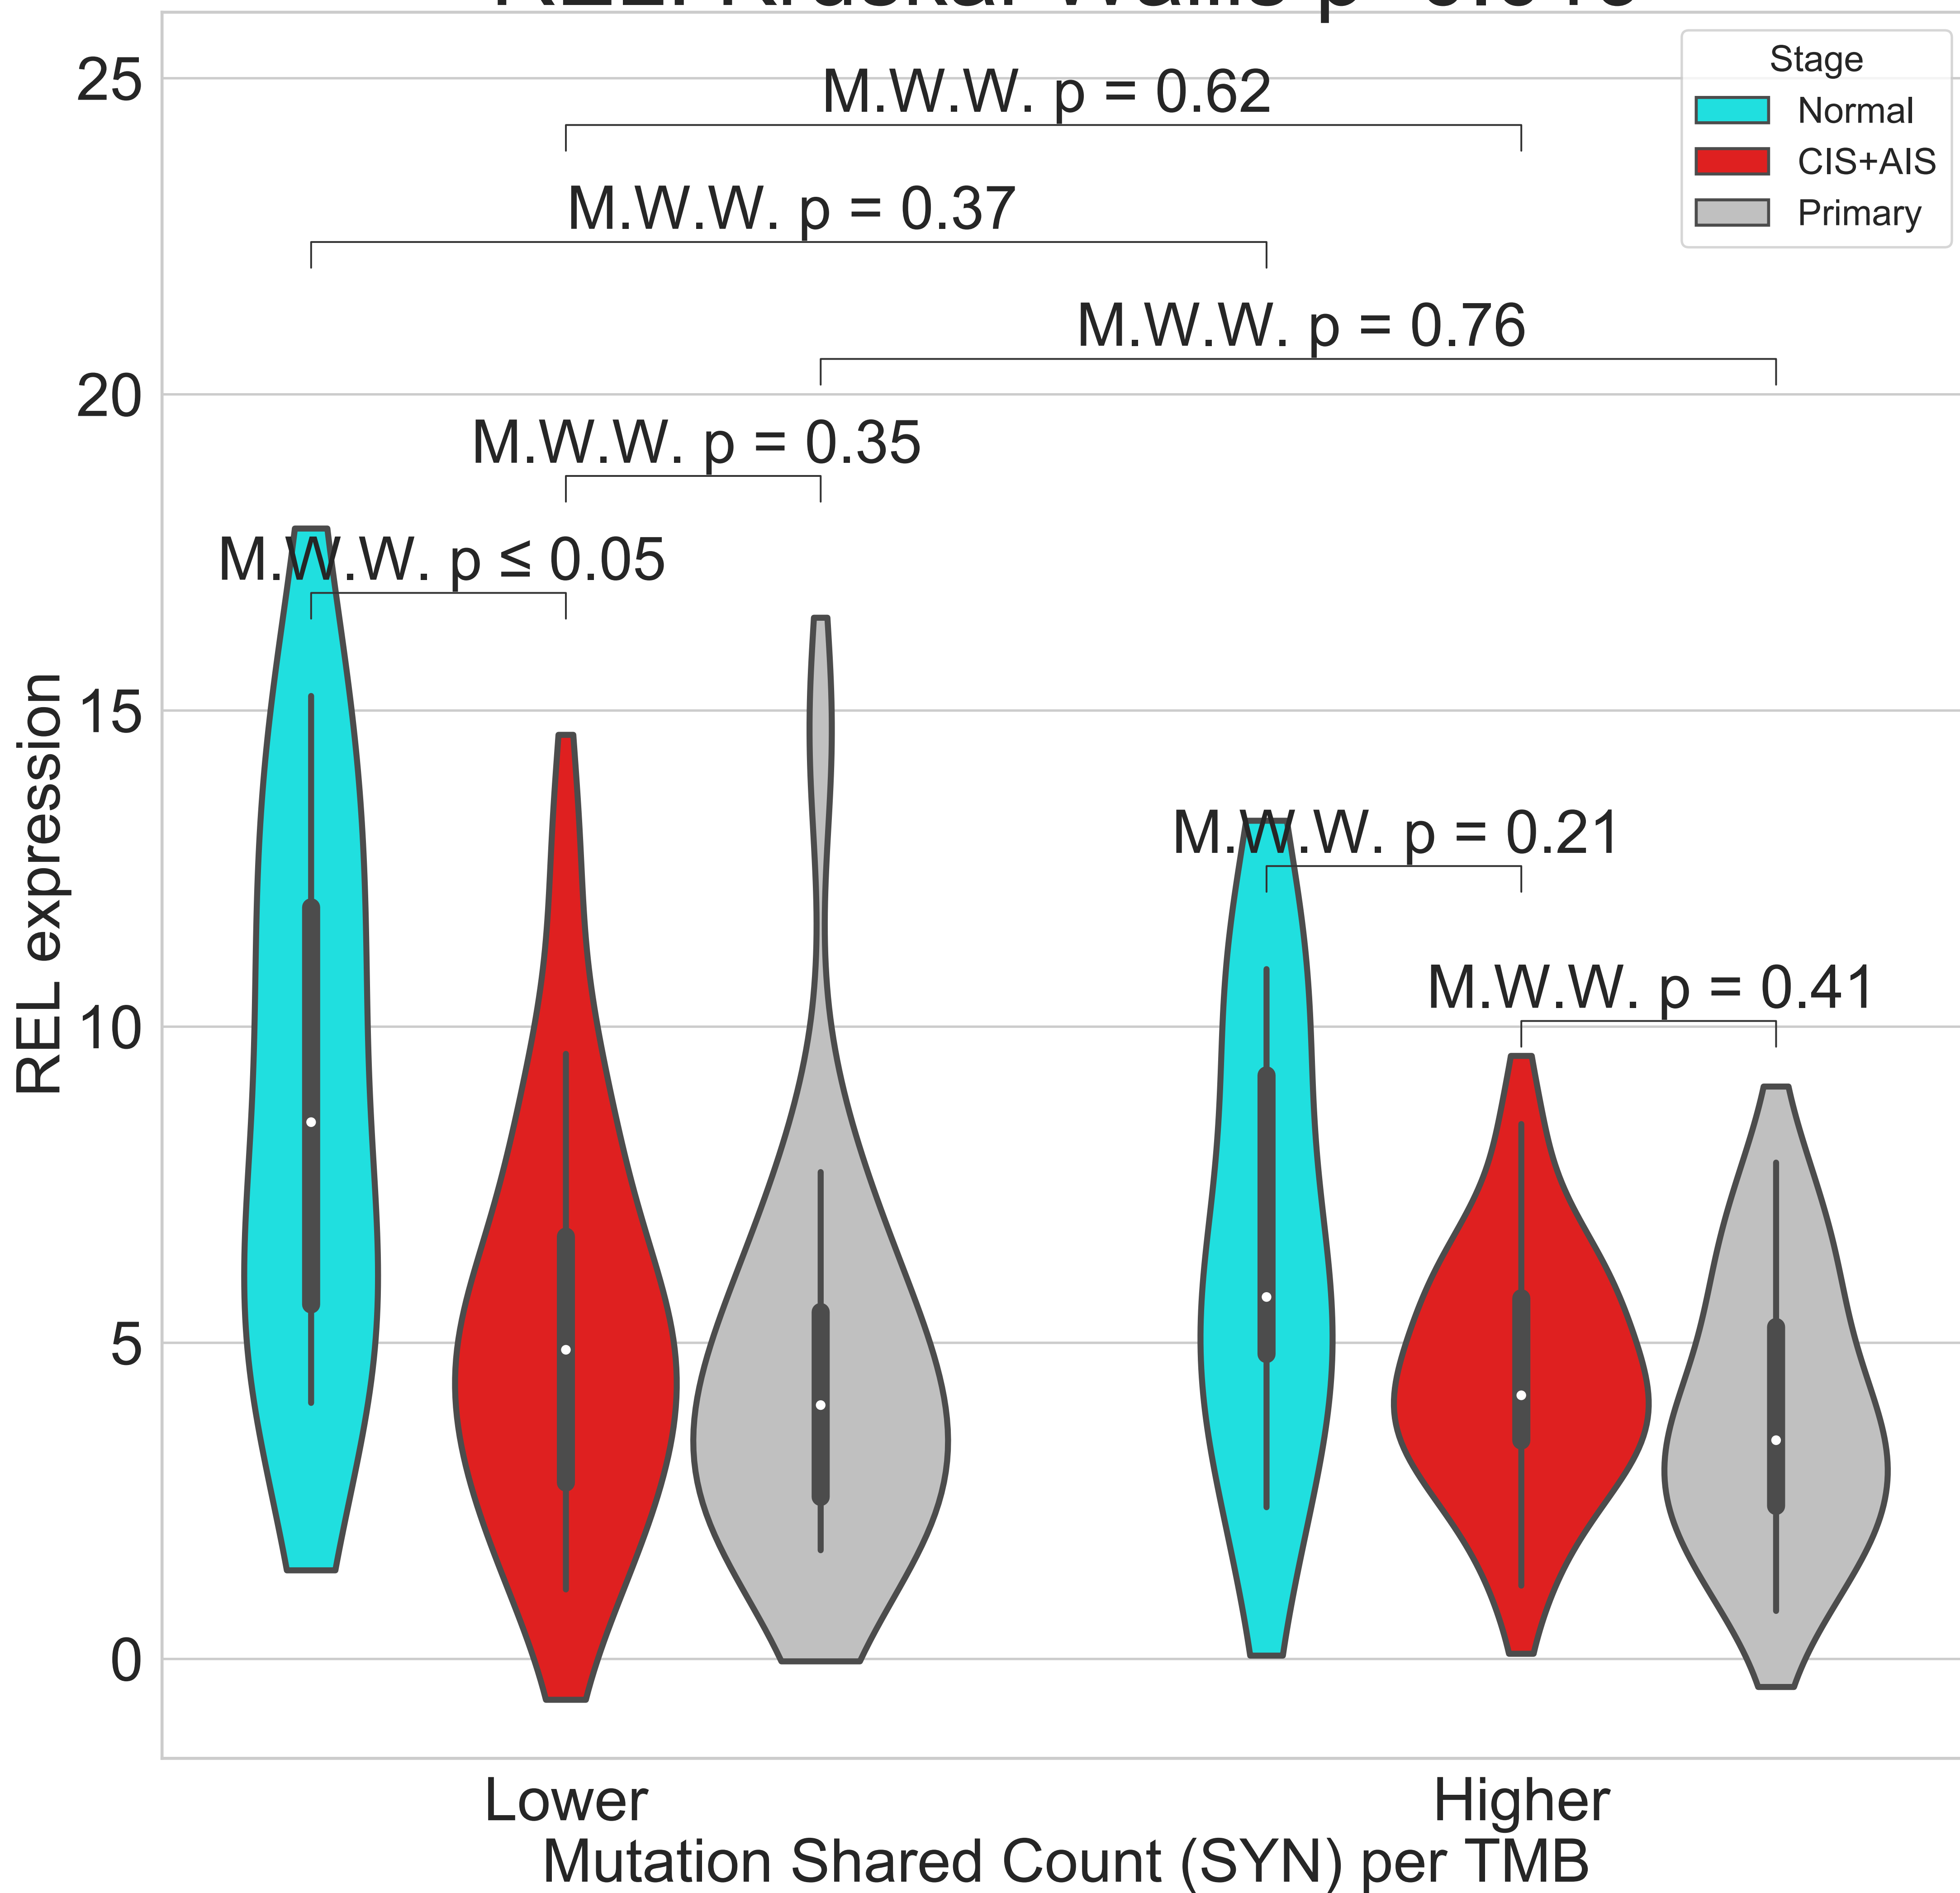 25
20
15
10
5
0
REL expression
M.W.W. p = 0.62
M.W.W. p = 0.37
M.W.W. p = 0.76
M.W.W. p = 0.35
M.W.W. p ≤ 0.05
M.W.W. p = 0.21
M.W.W. p = 0.41
Stage
Normal
CIS+AIS
Primary
Lower
Higher
Mutation Shared Count (SYN) per TMB